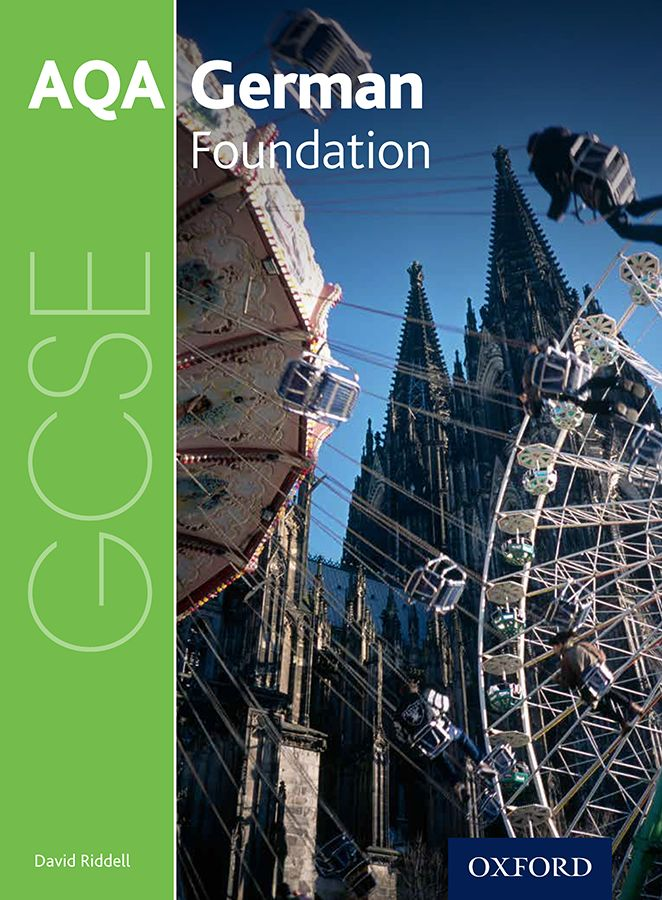 AQA German
Foundation
GCSE
David Riddell
OXFORD